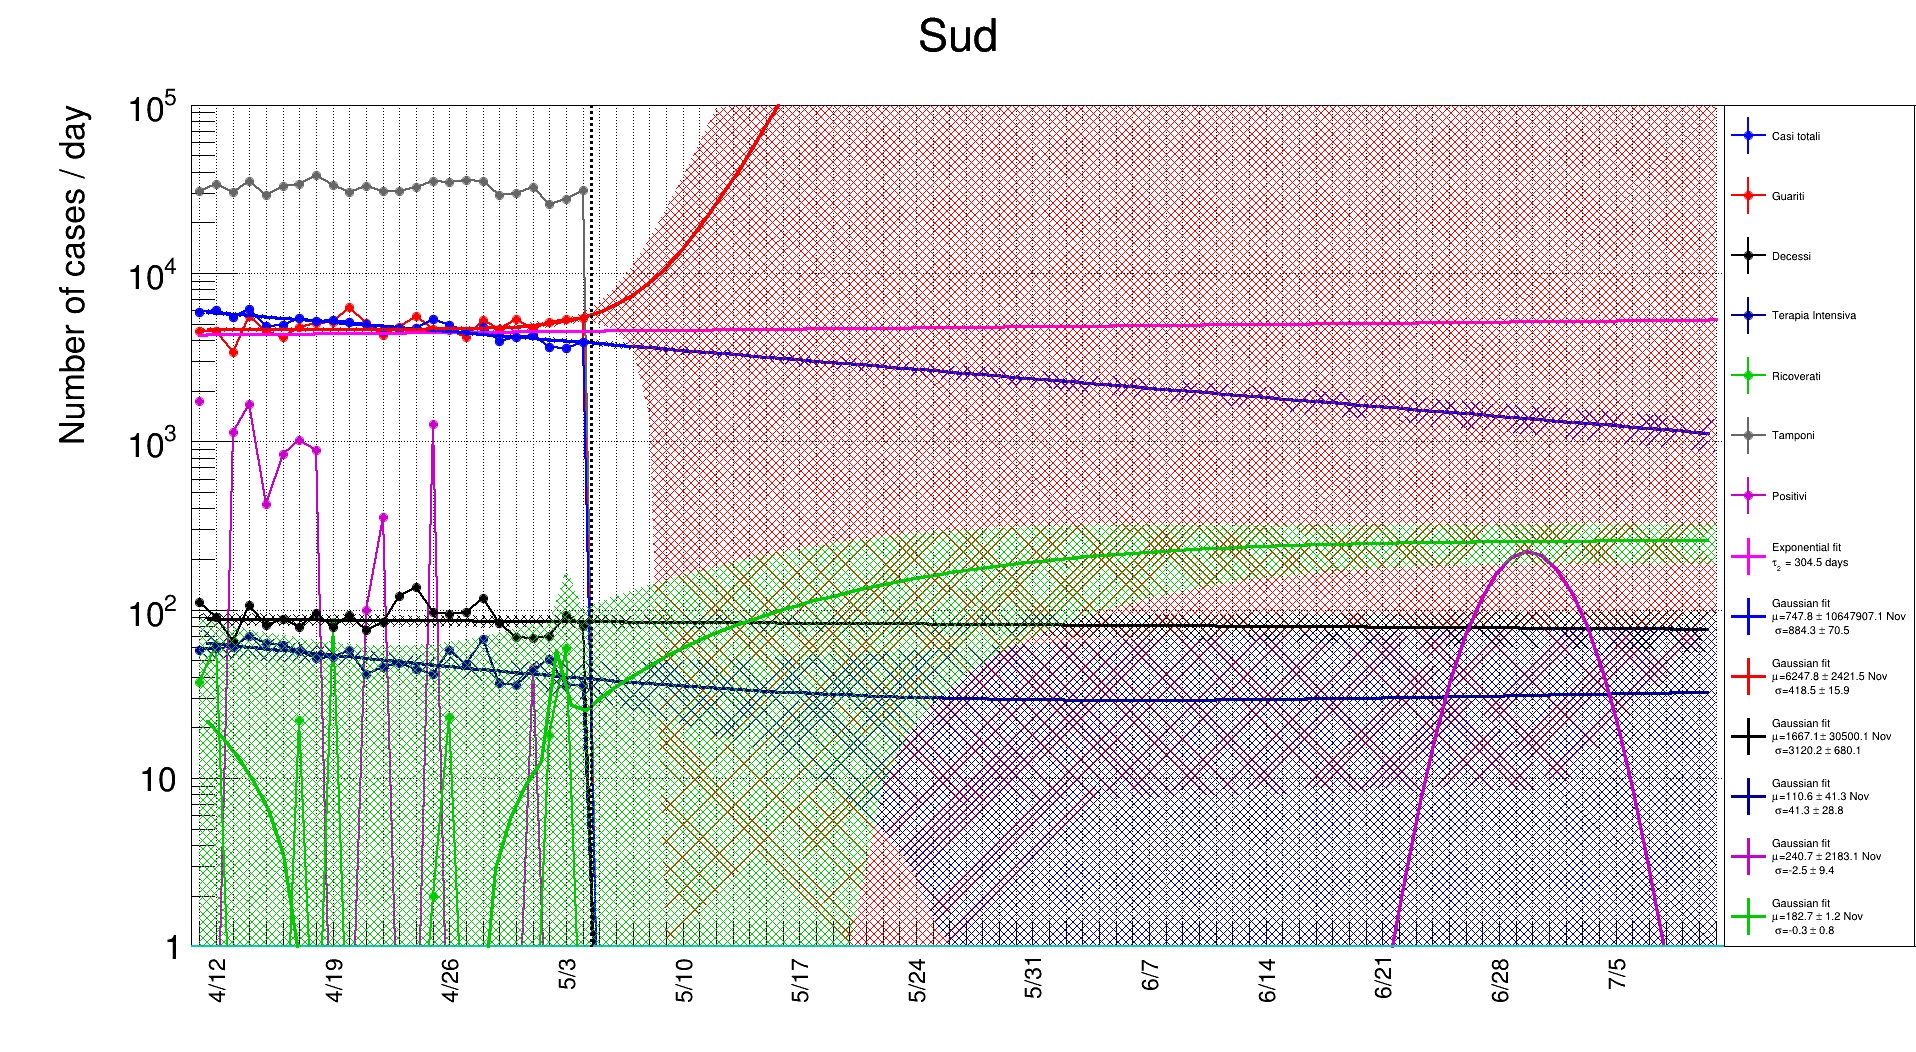 Sud
Number of cases / day
10^5
10^4
10^3
10^2
10
1
4/12
4/19
4/26
5/3
5/10
5/17
5/24
5/31
6/7
6/14
6/21
6/28
7/5
Casi totali
Guariti
Decessi
Terapia Intensiva
Ricoverati
Tamponi
Positivi
Exponential fit
τ_2 = 304.5 days
Gaussian fit
μ=747.8 ± 10647907.1 Nov
σ=884.3 ± 70.5
Gaussian fit
μ=6247.8 ± 2421.5 Nov
σ=418.5 ± 15.9
Gaussian fit
μ=1667.1 ± 30500.1 Nov
σ=3120.2 ± 680.1
Gaussian fit
μ=110.6 ± 41.3 Nov
σ=41.3 ± 28.8
Gaussian fit
μ=240.7 ± 2183.1 Nov
σ=-2.5 ± 9.4
Gaussian fit
μ=182.7 ± 1.2 Nov
σ=-0.3 ± 0.8